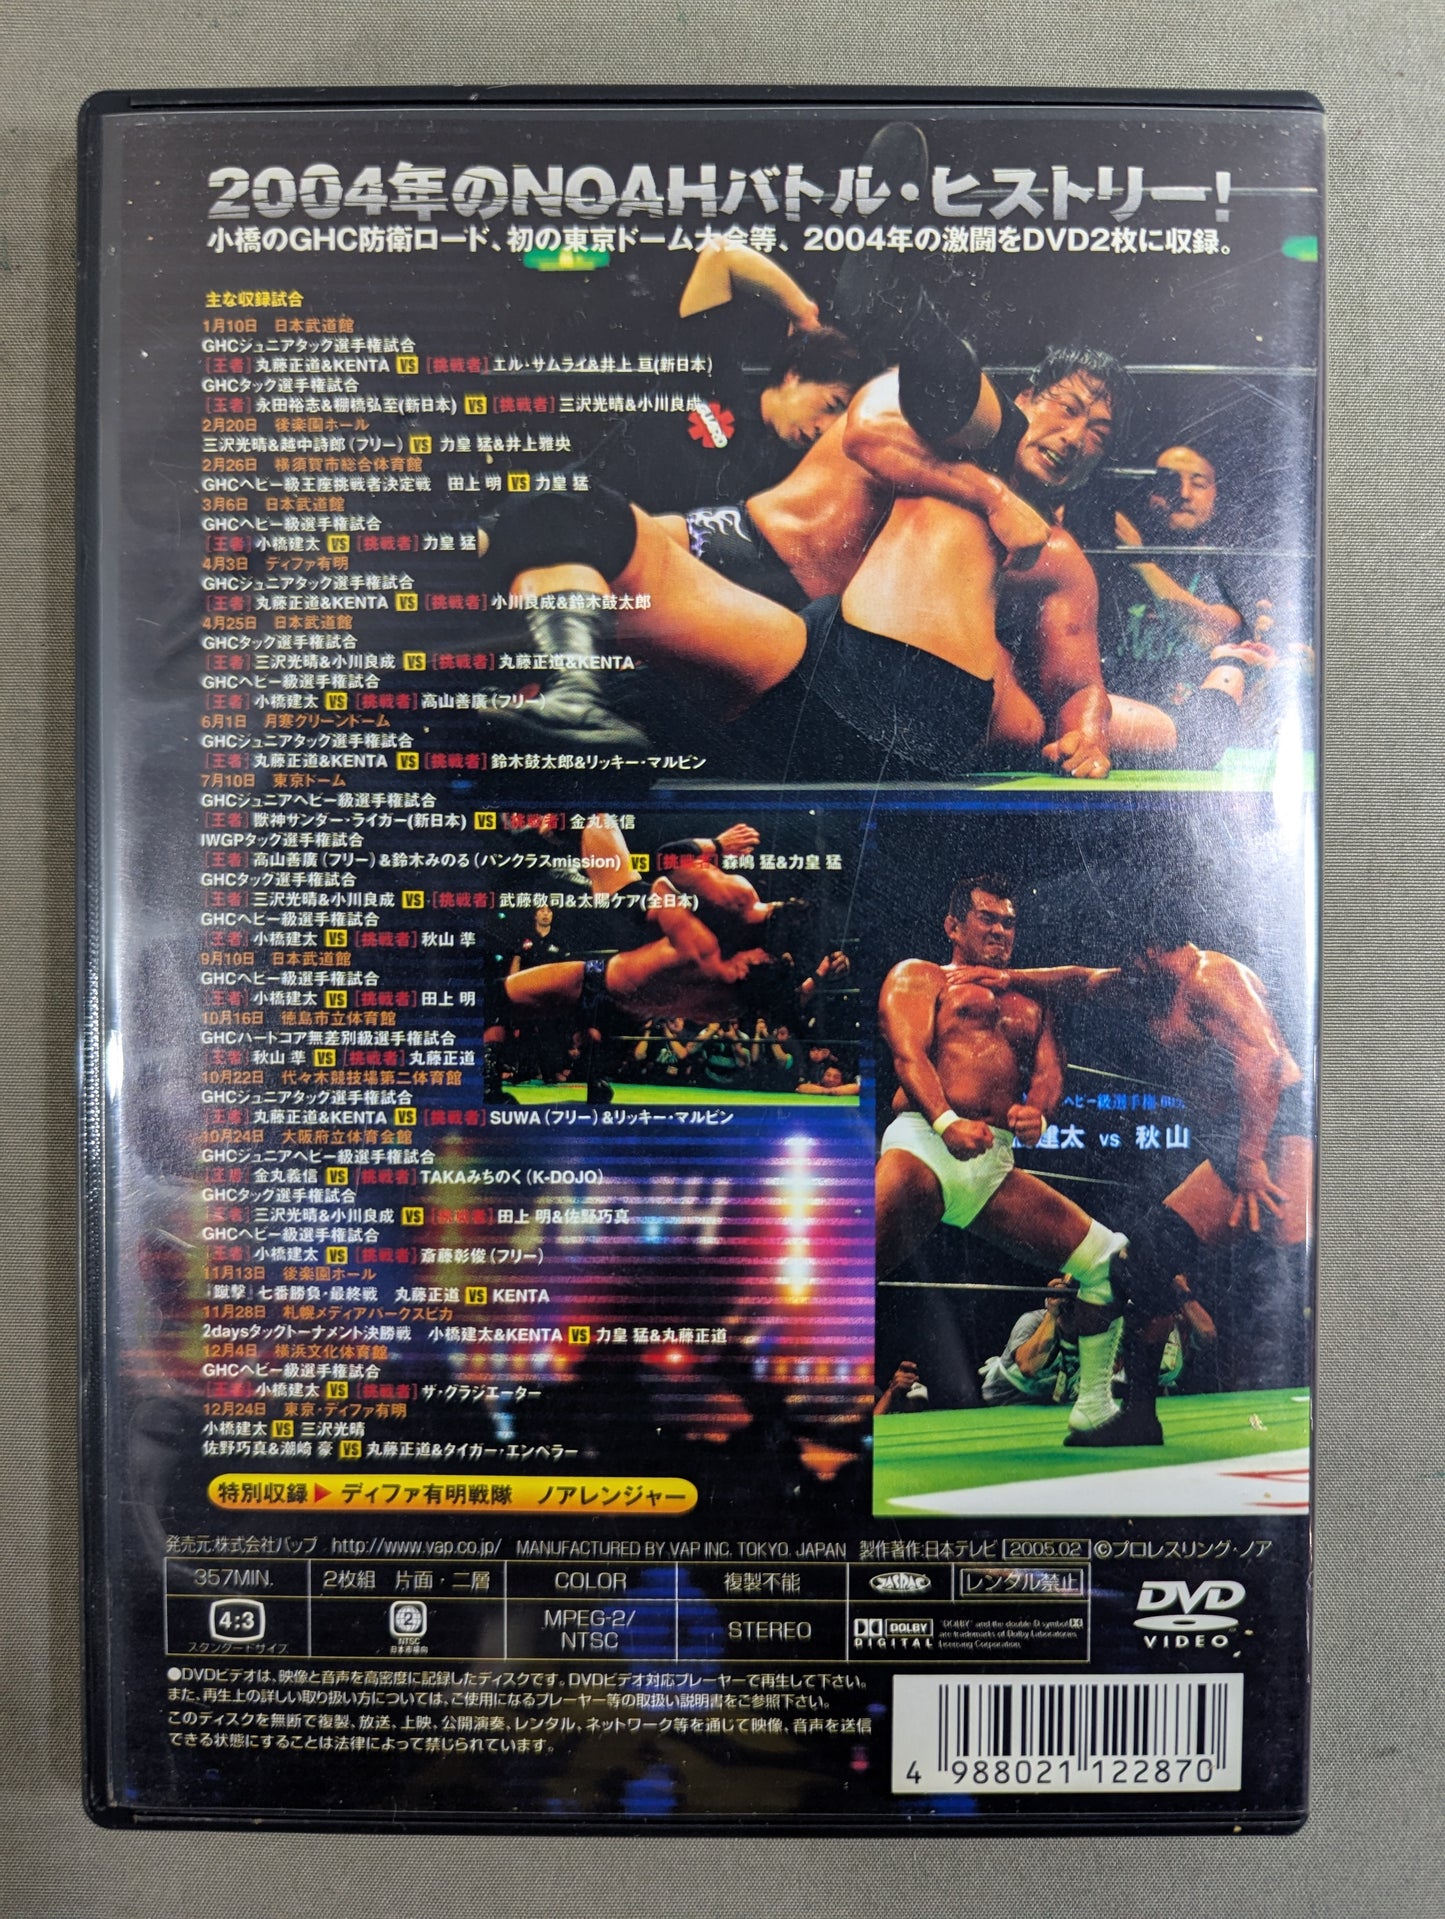 2004年のNOAHバトル・ヒストリー！
小橋のGHC防衛ロード、初の東京ドーム大会等、2004年の激闘をDVD2枚に収録。
主な収録試合
1月10日 日本武道館
GHCジュニアタッグ選手権試合
[王者] 丸藤正道&KENTA VS [挑戦者] エル・サムライ&井上 亘(新日本)
GHCタッグ選手権試合
[王者] 永田裕志&棚橋弘至(新日本) VS [挑戦者] 三沢光晴&小川良成
2月20日 後楽園ホール
三沢光晴&越中詩郎(フリー) VS 力皇 猛&井上雅央
2月26日 横須賀市総合体育館
GHCヘビー級王座挑戦者決定戦 田上 明 VS 力皇 猛
3月6日 日本武道館
GHCヘビー級選手権試合
[王者] 小橋建太 VS [挑戦者] 力皇 猛
4月3日 ディファ有明
GHCジュニアタッグ選手権試合
[王者] 丸藤正道&KENTA VS [挑戦者] 小川良成&鈴木鼓太郎
4月25日 日本武道館
GHCタッグ選手権試合
[王者] 三沢光晴&小川良成 VS [挑戦者] 丸藤正道&KENTA
GHCヘビー級選手権試合
[王者] 小橋建太 VS [挑戦者] 高山善廣(フリー)
6月1日 月寒グリーンドーム
GHCジュニアタッグ選手権試合
[王者] 丸藤正道&KENTA VS [挑戦者] 鈴木鼓太郎&リッキー・マルビン
7月10日 東京ドーム
GHCジュニアヘビー級選手権試合
[王者] 獣神サンダー・ライガー(新日本) VS [挑戦者] 金丸義信
IWGPタッグ選手権試合
[王者] 高山善廣(フリー)&鈴木みのる(パンクラスmission) VS [挑戦者] 森嶋 猛&力皇 猛
GHCタッグ選手権試合
[王者] 三沢光晴&小川良成 VS [挑戦者] 武藤敬司&太陽ケア(全日本)
GHCヘビー級選手権試合
[王者] 小橋建太 VS [挑戦者] 秋山 準
9月10日 日本武道館
GHCヘビー級選手権試合
[王者] 小橋建太 VS [挑戦者] 田上 明
10月16日 徳島市立体育館
GHCハードコア無差別級選手権試合
[王者] 秋山 準 VS [挑戦者] 丸藤正道
10月22日 代々木競技場第二体育館
GHCジュニアタッグ選手権試合
[王者] 丸藤正道&KENTA VS [挑戦者] SUWA(フリー)&リッキー・マルビン
10月24日 大阪府立体育会館
GHCジュニアヘビー級選手権試合
[王者] 金丸義信 VS [挑戦者] TAKAみちのく(K-DOJO)
GHCタッグ選手権試合
[王者] 三沢光晴&小川良成 VS [挑戦者] 田上 明&佐野巧真
GHCヘビー級選手権試合
[王者] 小橋建太 VS [挑戦者] 斎藤彰俊(フリー)
11月13日 後楽園ホール
「蹴撃」七番勝負・最終戦 丸藤正道 VS KENTA
11月28日 札幌メディアパークスピカ
2daysタッグトーナメント決勝戦 小橋建太&KENTA VS 力皇 猛&丸藤正道
12月4日 横浜文化体育館
GHCヘビー級選手権試合
[王者] 小橋建太 VS [挑戦者] ザ・グラジエーター
12月24日 東京・ディファ有明
小橋建太 VS 三沢光晴
佐野巧真&潮崎 豪 VS 丸藤正道&タイガー・エンペラー
ヘビー級選手権
建太 vs 秋山
特別収録▶ディファ有明戦隊 ノアレンジャー
発売元:株式会社バップ http://www.vap.co.jp/ MANUFACTURED BY VAP INC. TOKYO. JAPAN 製作著作:日本テレビ 2005.02 ©プロレスリング・ノア
357MIN. 2枚組 片面・二層 COLOR 複製不能 JASRAC レンタル禁止
4:3 スタンダードサイズ 2 NTSC 日本市場向 MPEG-2/NTSC STEREO DOLBY DIGITAL
"DOLBY" and the double-D symbol are trademarks of Dolby Laboratories Licensing Corporation.
DVD VIDEO
●DVDビデオは、映像と音声を高密度に記録したディスクです。DVDビデオ対応プレーヤーで再生して下さい。
また、再生上の詳しい取り扱い方については、ご使用になるプレーヤー等の取扱い説明書をご参照下さい。
このディスクを無断で複製、放送、上映、公開演奏、レンタル、ネットワーク等を通じて映像、音声を送信
できる状態にすることは法律によって禁じられています。
4 988021 122870